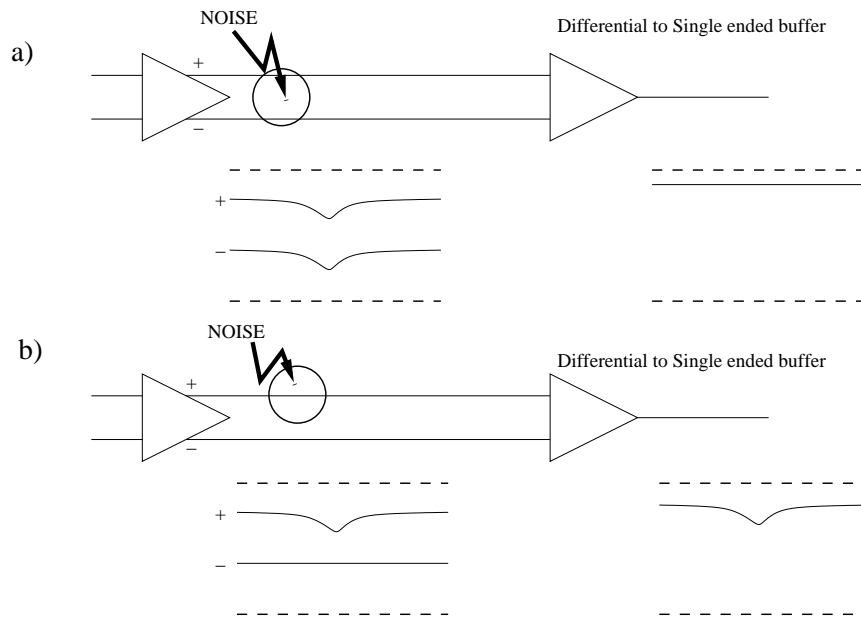 NOISE
Differential to Single ended buffer
a)
+
−
+
−
NOISE
b)
Differential to Single ended buffer
+
−
+
−